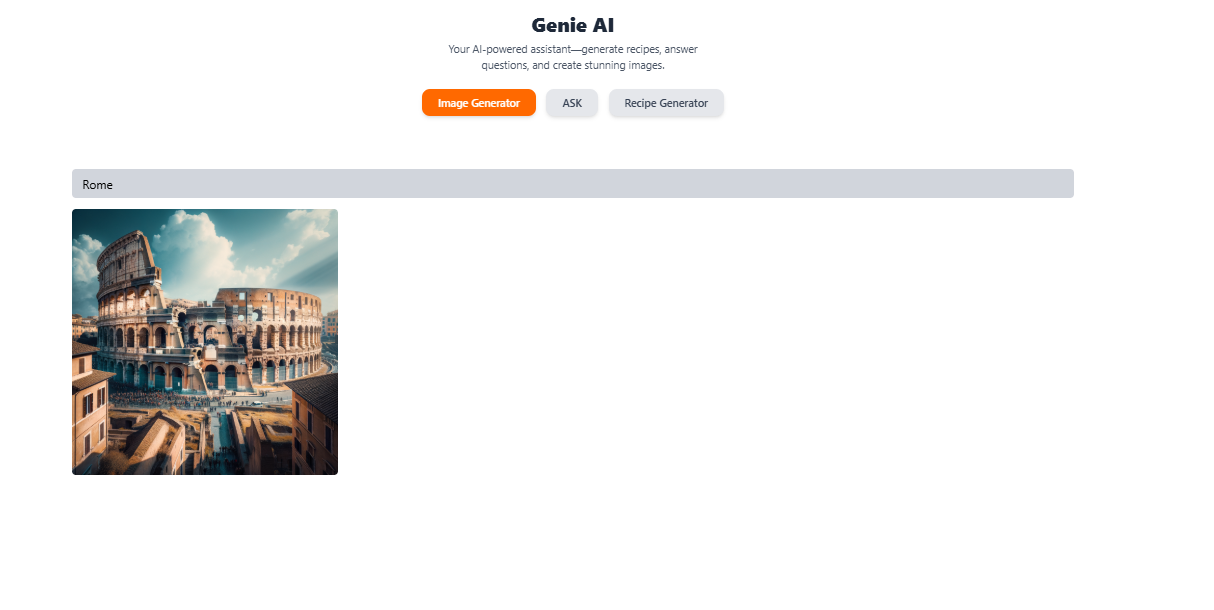 Genie AI
Your AI-powered assistant—generate recipes, answer
questions, and create stunning images.
Image Generator
ASK
Recipe Generator
Rome